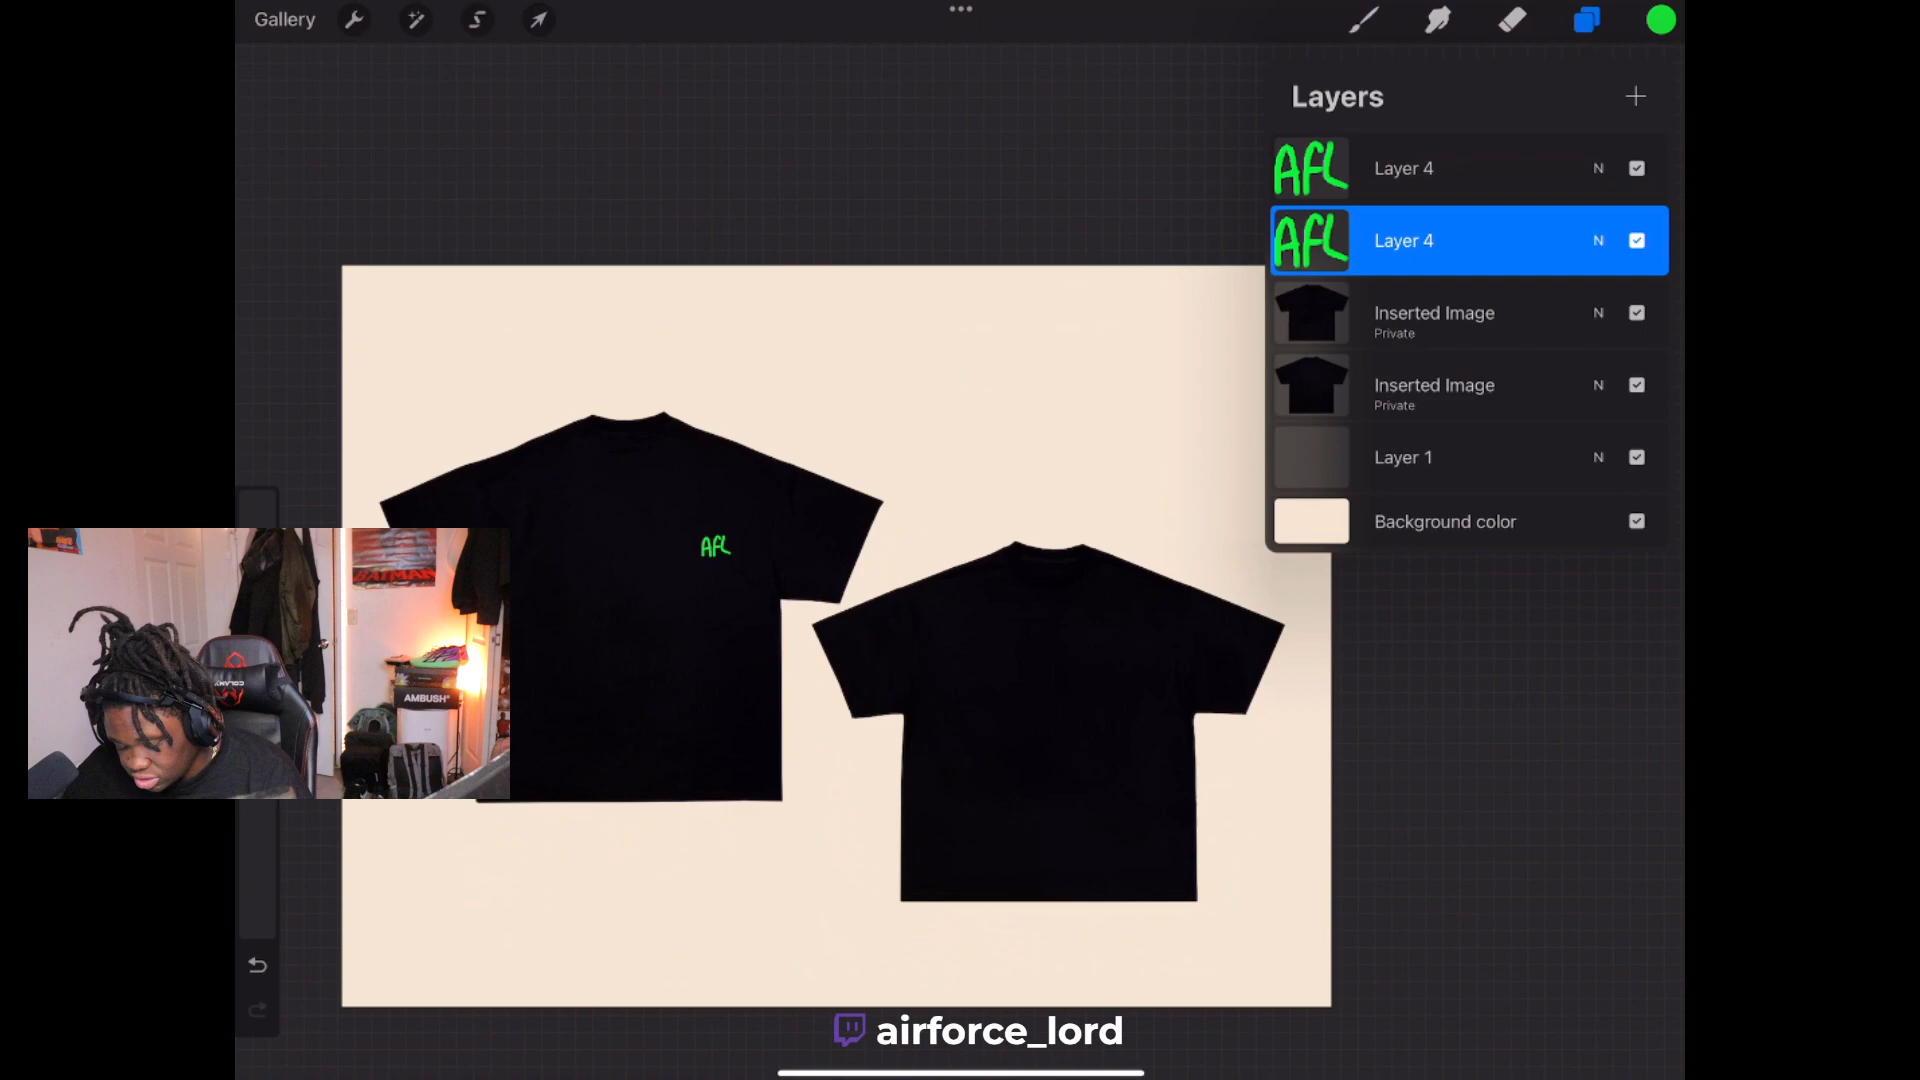 Gallery
Layers
AFL
Layer 4
N
AFL
Layer 4
N
Inserted Image
N
Private
Inserted Image
N
Private
Layer 1
N
Background color
AFL
BATMAN
AMBUSH
airforce_lord